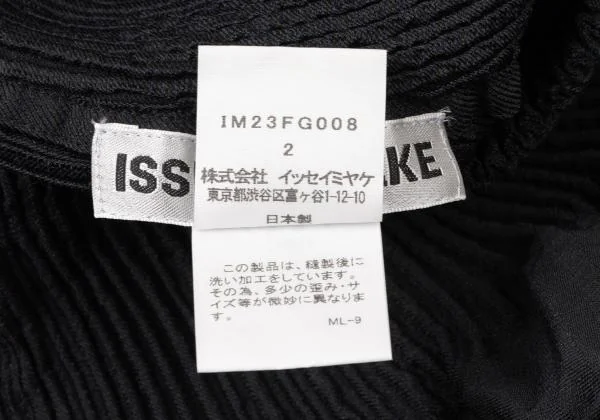 IM23FG008
2
株式会社 イッセイミヤケ
東京都渋谷区富ヶ谷1-12-10
日本製
ISS KE
この製品は、縫製後に
洗い加工をしています。
その為、多少の歪み・サ
イズ等が微妙に異なりま
す。
ML-9